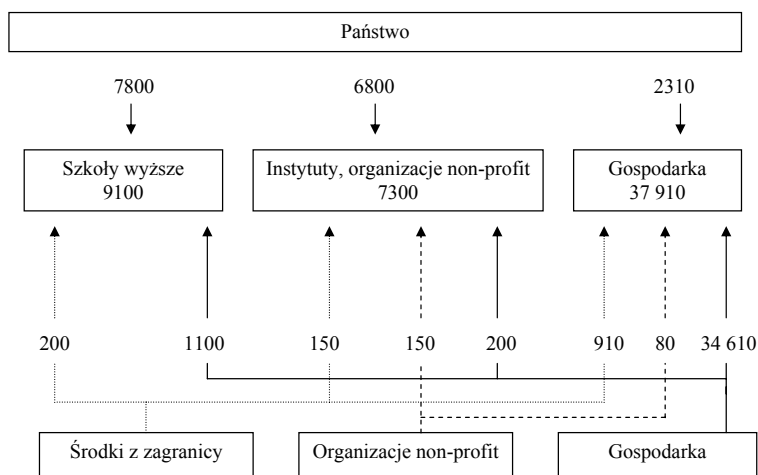 Państwo
7800 6800 2310
Szkoły wyższe
9100
Instytuty, organizacje non-profit
7300
Gospodarka
37 910
200 1100 150 150 200 910 80 34 610
Środki z zagranicy
Organizacje non-profit
Gospodarka